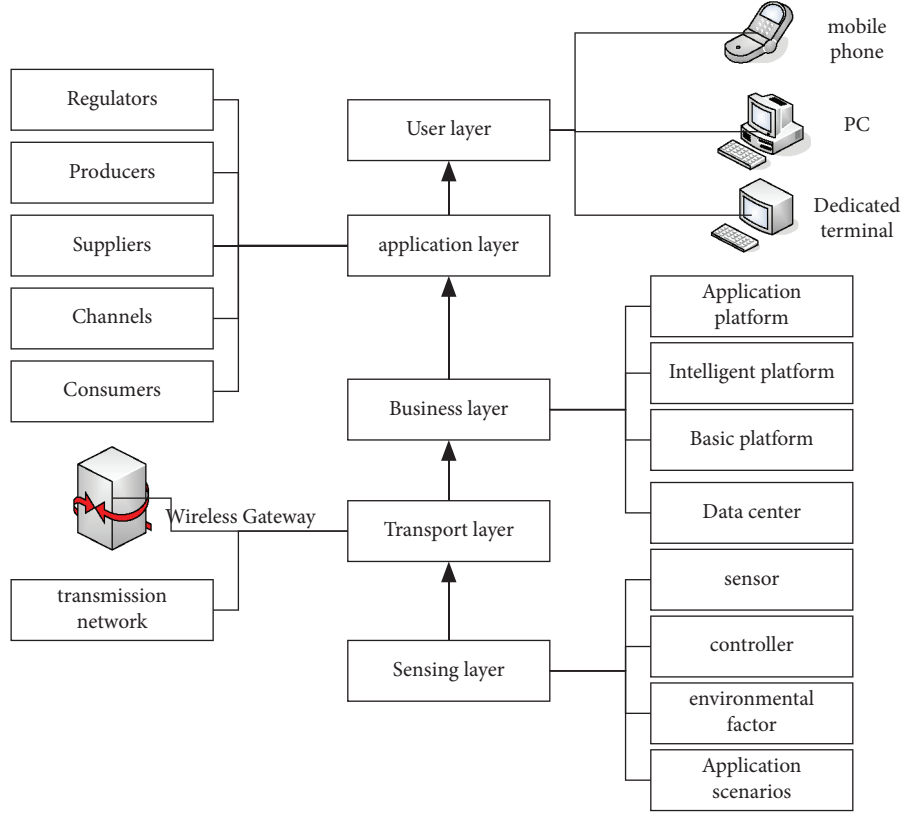 mobile
phone
Regulators
User layer
PC
Producers
Dedicated
terminal
Suppliers
application layer
Application
platform
Channels
Intelligent platform
Consumers
Business layer
Basic platform
Wireless Gateway
Transport layer
Data center
transmission
network
sensor
Sensing layer
controller
environmental
factor
Application
scenarios